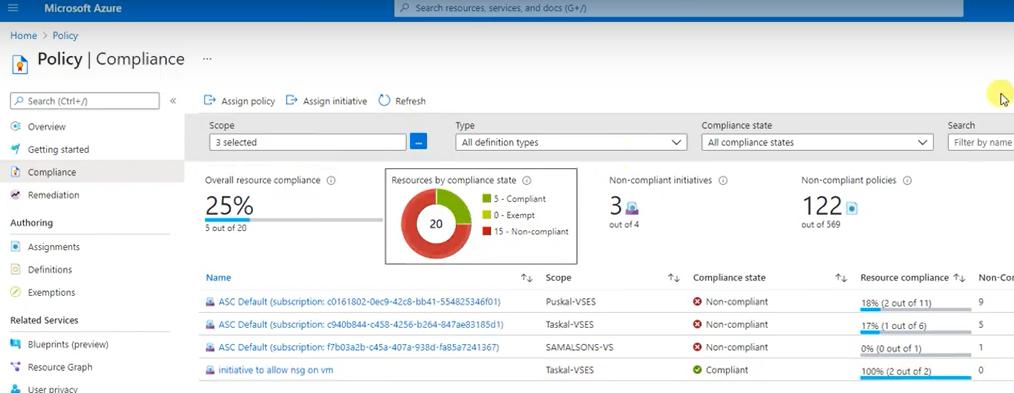 Microsoft Azure
Search resources, services, and docs (G+/)
Home > Policy
Policy | Compliance ...
Search (Ctrl+/) «
Overview
Getting started
Compliance
Remediation
Authoring
Assignments
Definitions
Exemptions
Related Services
Blueprints (preview)
Resource Graph
User privacy
Assign policy Assign initiative Refresh
Scope Type Compliance state Search
3 selected ... All definition types All compliance states Filter by name
Overall resource compliance
25%
5 out of 20
Resources by compliance state
20
5 - Compliant
0 - Exempt
15 - Non-compliant
Non-compliant initiatives
3
out of 4
Non-compliant policies
122
out of 569
Name Scope Compliance state Resource compliance Non-Co
ASC Default (subscription: c0161802-0ec9-42c8-bb41-554825346f01) Puskal-VSES Non-compliant 18% (2 out of 11) 9
ASC Default (subscription: c940b844-c458-4256-b264-847ae83185d1) Taskal-VSES Non-compliant 17% (1 out of 6) 5
ASC Default (subscription: f7b03a2b-c45a-407a-938d-fa85a7241367) SAMALSONS-VS Non-compliant 0% (0 out of 1) 1
initiative to allow nsg on vm Taskal-VSES Compliant 100% (2 out of 2) 0